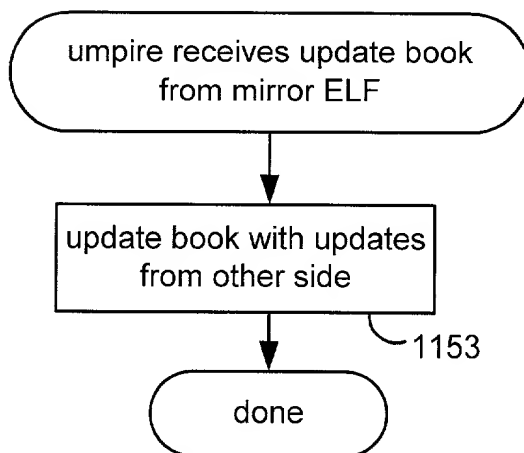 umpire receives update book
from mirror ELF
update book with updates
from other side
1153
done